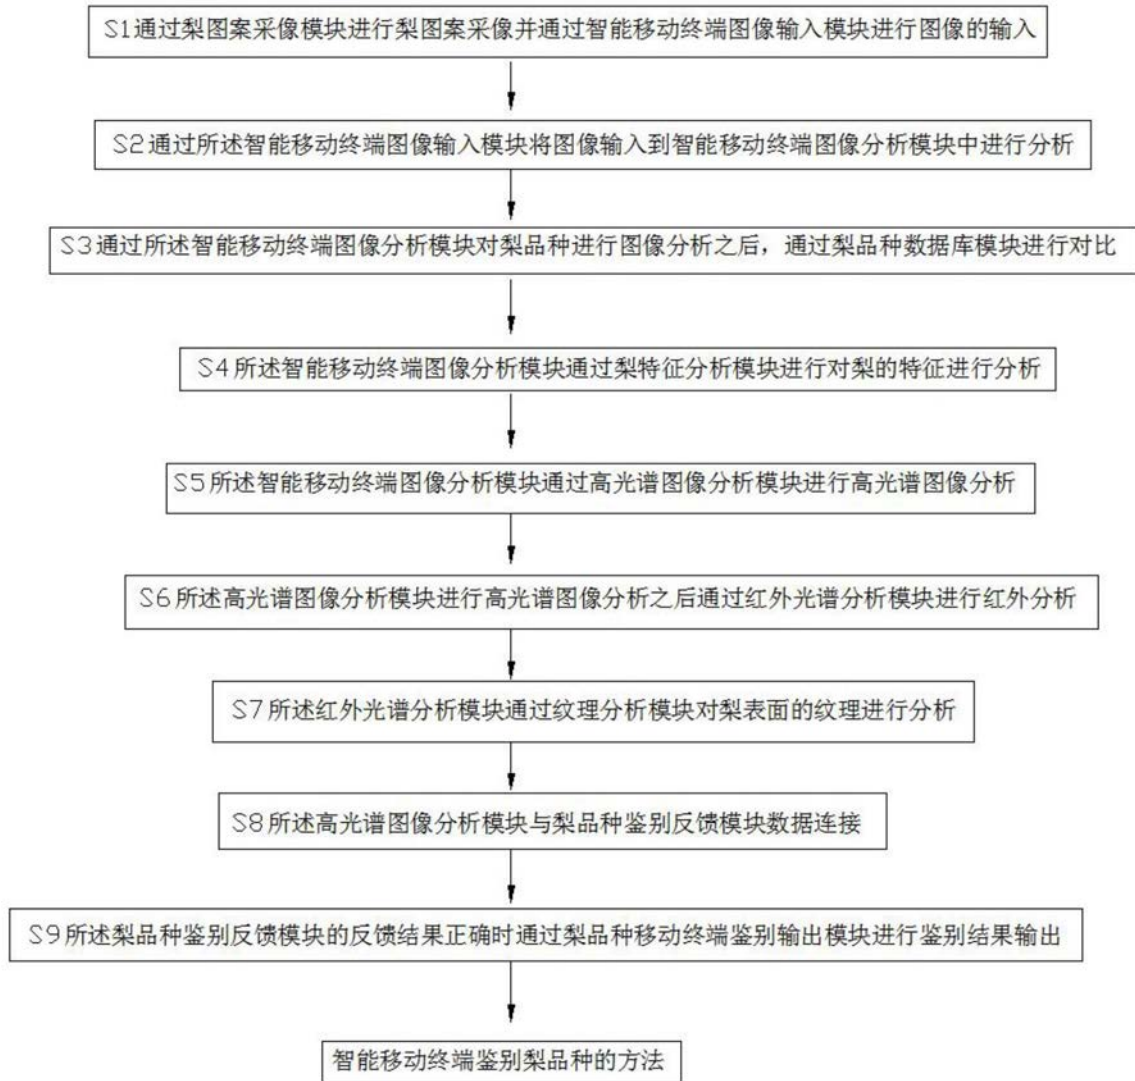 S1通过梨图案采像模块进行梨图案采像并通过智能移动终端图像输入模块进行图像的输入
S2通过所述智能移动终端图像输入模块将图像输入到智能移动终端图像分析模块中进行分析
S3通过所述智能移动终端图像分析模块对梨品种进行图像分析之后，通过梨品种数据库模块进行对比
S4所述智能移动终端图像分析模块通过梨特征分析模块进行对梨的特征进行分析
S5所述智能移动终端图像分析模块通过高光谱图像分析模块进行高光谱图像分析
S6所述高光谱图像分析模块进行高光谱图像分析之后通过红外光谱分析模块进行红外分析
S7所述红外光谱分析模块通过纹理分析模块对梨表面的纹理进行分析
S8所述高光谱图像分析模块与梨品种鉴别反馈模块数据连接
S9所述梨品种鉴别反馈模块的反馈结果正确时通过梨品种移动终端鉴别输出模块进行鉴别结果输出
智能移动终端鉴别梨品种的方法